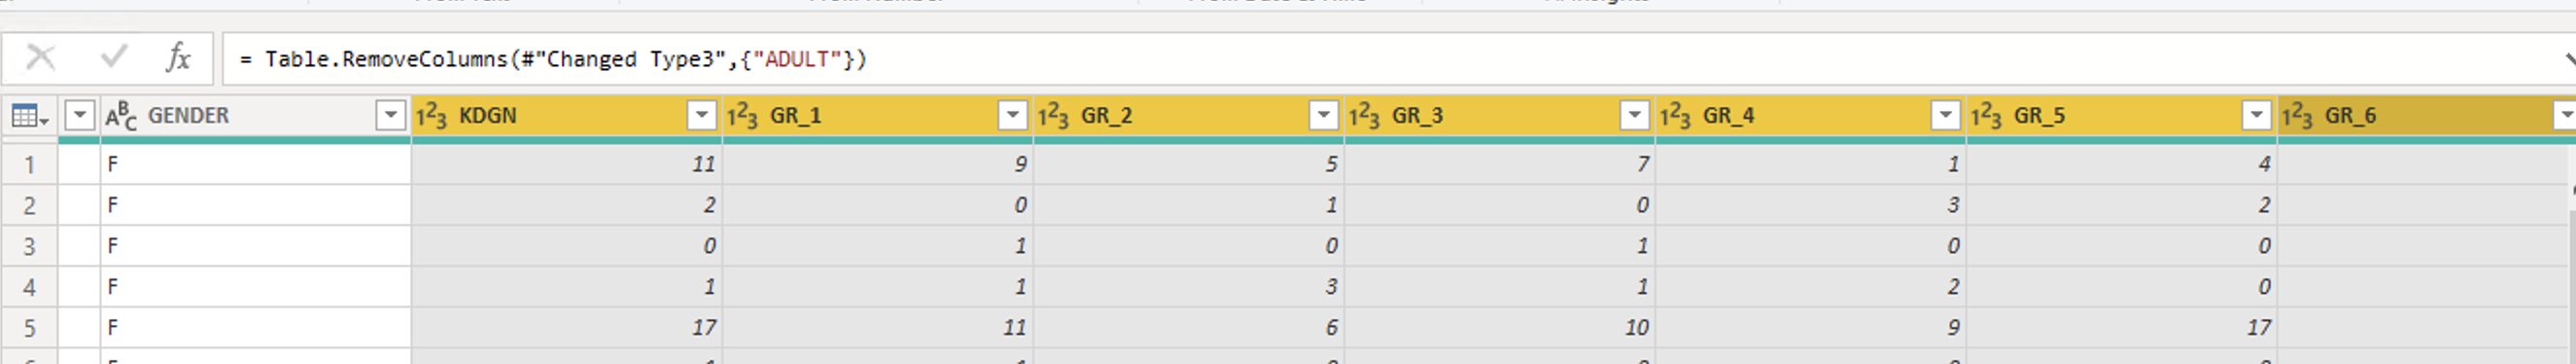 = Table.RemoveColumns(#"Changed Type3",{"ADULT"})
GENDER KDGN GR_1 GR_2 GR_3 GR_4 GR_5 GR_6
1 F 11 9 5 7 1 4
2 F 2 0 1 0 3 2
3 F 0 1 0 1 0 0
4 F 1 1 3 1 2 0
5 F 17 11 6 10 9 17